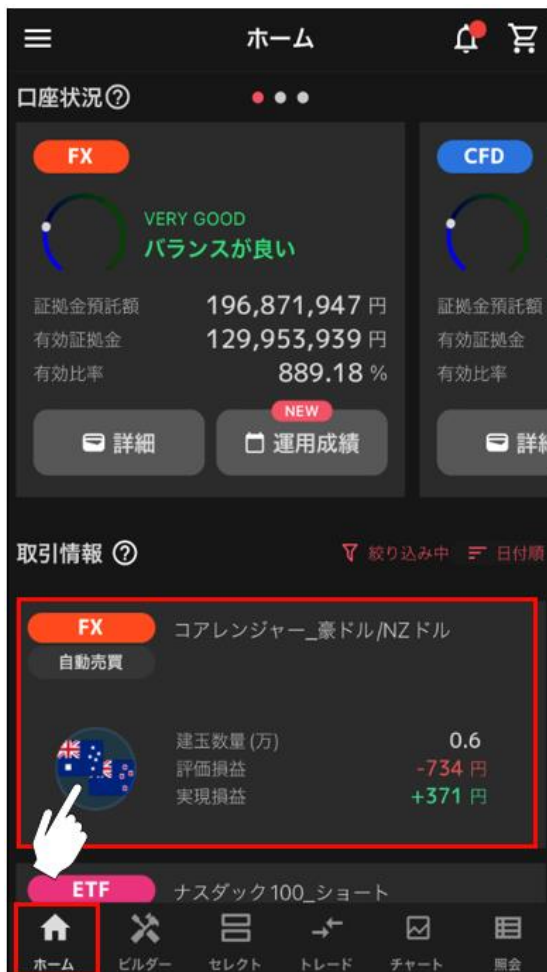 ホーム
口座状況?
FX
CFD
VERY GOOD
バランスが良い
証拠金預託額 196,871,947 円
有効証拠金 129,953,939 円
有効比率 889.18 %
証拠金預託額
有効証拠金
有効比率
NEW
詳細
運用成績
詳細
取引情報 ?
絞り込み中
日付順
FX
コアレンジャー_豪ドル/NZドル
自動売買
建玉数量(万) 0.6
評価損益 -734 円
実現損益 +371 円
ETF
ナスダック100_ショート
ホーム
ビルダー
セレクト
トレード
チャート
照会